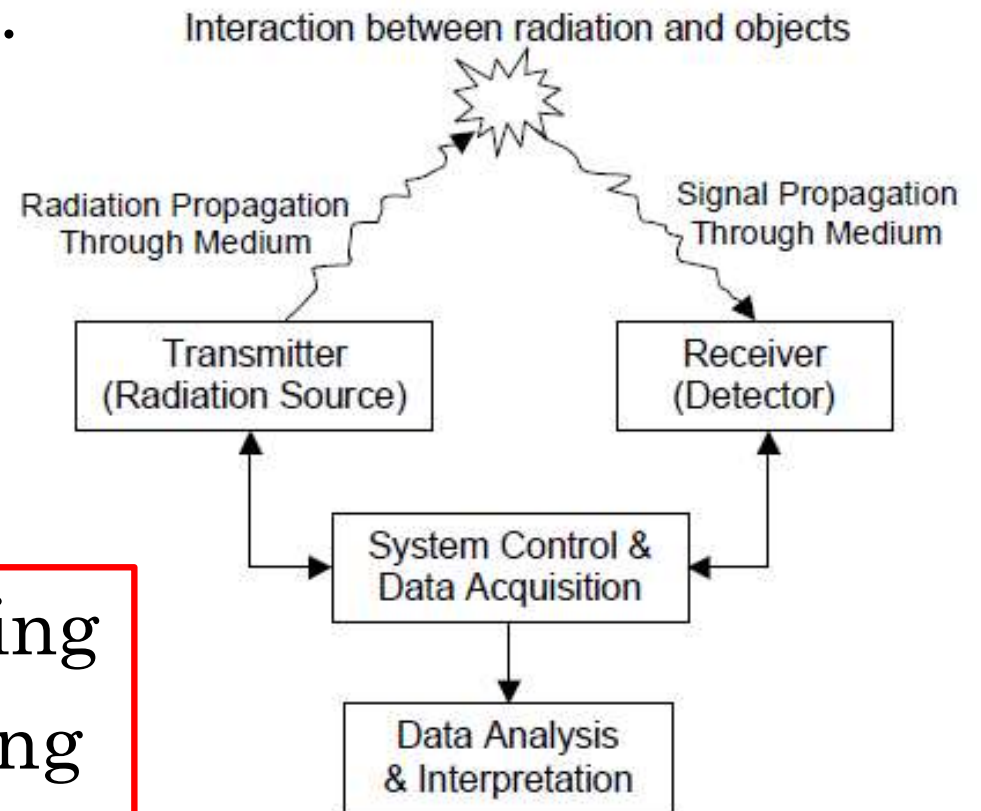 Interaction between radiation and objects
Radiation Propagation
Through Medium
Signal Propagation
Through Medium
Transmitter
(Radiation Source)
Receiver
(Detector)
System Control &
Data Acquisition
Data Analysis
& Interpretation